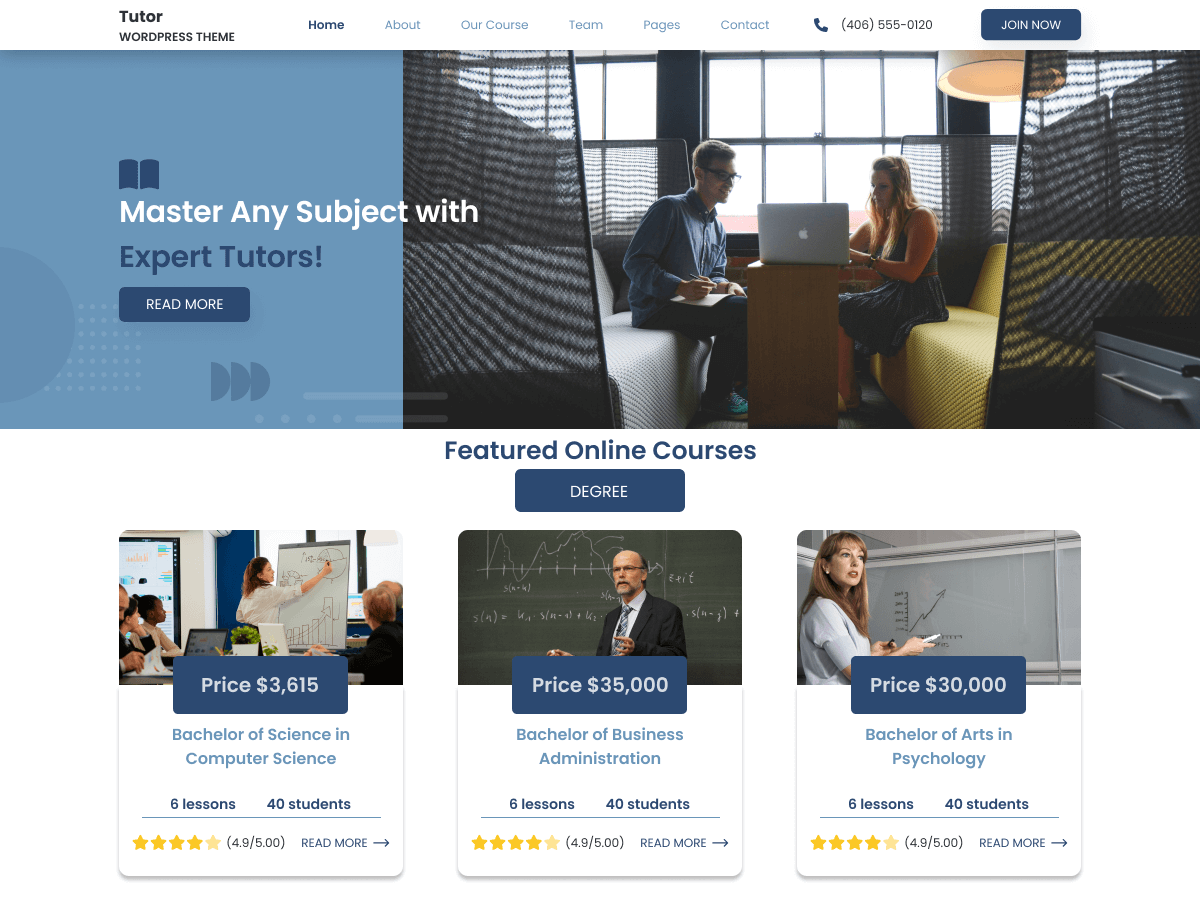 Tutor
WORDPRESS THEME
Home About Our Course Team Pages Contact (406) 555-0120 JOIN NOW
Master Any Subject with
Expert Tutors!
READ MORE
Featured Online Courses
DEGREE
Price $3,615
Bachelor of Science in
Computer Science
6 lessons 40 students
(4.9/5.00) READ MORE
Price $35,000
Bachelor of Business
Administration
6 lessons 40 students
(4.9/5.00) READ MORE
Price $30,000
Bachelor of Arts in
Psychology
6 lessons 40 students
(4.9/5.00) READ MORE